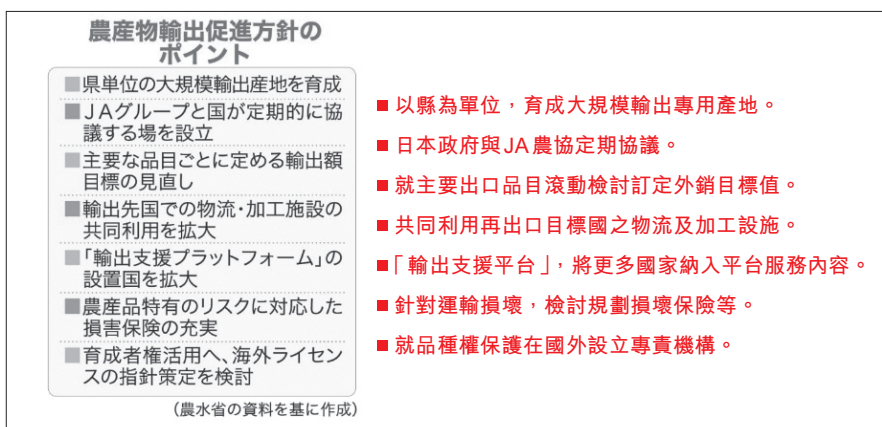 農産物輸出促進方針の
ポイント
■県単位の大規模輸出産地を育成
■JAグループと国が定期的に協
議する場を設立
■主要な品目ごとに定める輸出額
目標の見直し
■輸出先国での物流・加工施設の
共同利用を拡大
■「輸出支援プラットフォーム」の
設置国を拡大
■農産品特有のリスクに対応した
損害保険の充実
■育成者権活用へ、海外ライセン
スの指針策定を検討
(農水省の資料を基に作成)
■以縣為單位，育成大規模輸出專用產地。
■日本政府與JA農協定期協議。
■就主要出口品目滾動檢討訂定外銷目標值。
■共同利用再出口目標國之物流及加工設施。
■「輸出支援平台」，將更多國家納入平台服務內容。
■針對運輸損壞，檢討規劃損壞保險等。
■就品種權保護在國外設立專責機構。